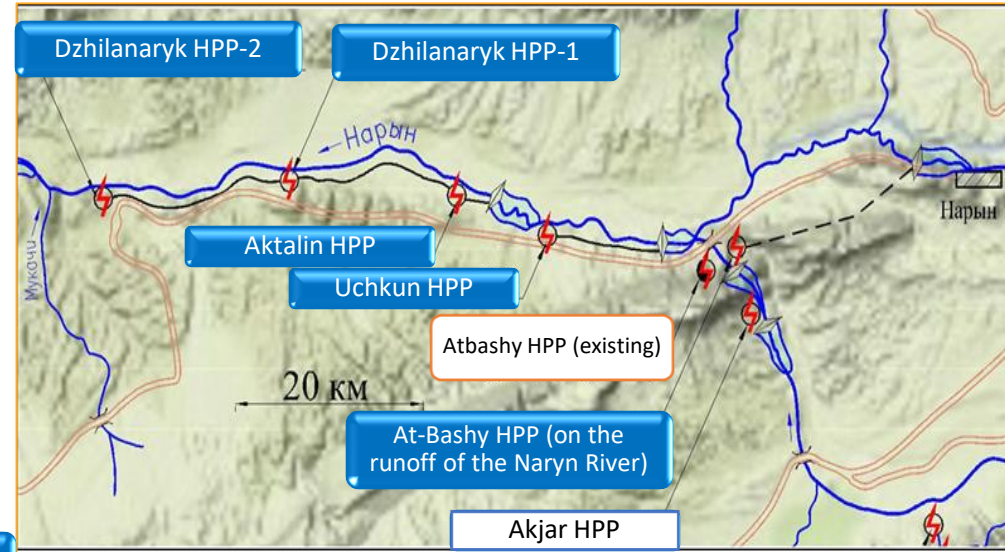 Dzhilanaryk HPP-2
Dzhilanaryk HPP-1
← Нарын
Нарын
Мукачи
Aktalin HPP
Uchkun HPP
Atbashy HPP (existing)
20 км
At-Bashy HPP (on the
runoff of the Naryn River)
Akjar HPP